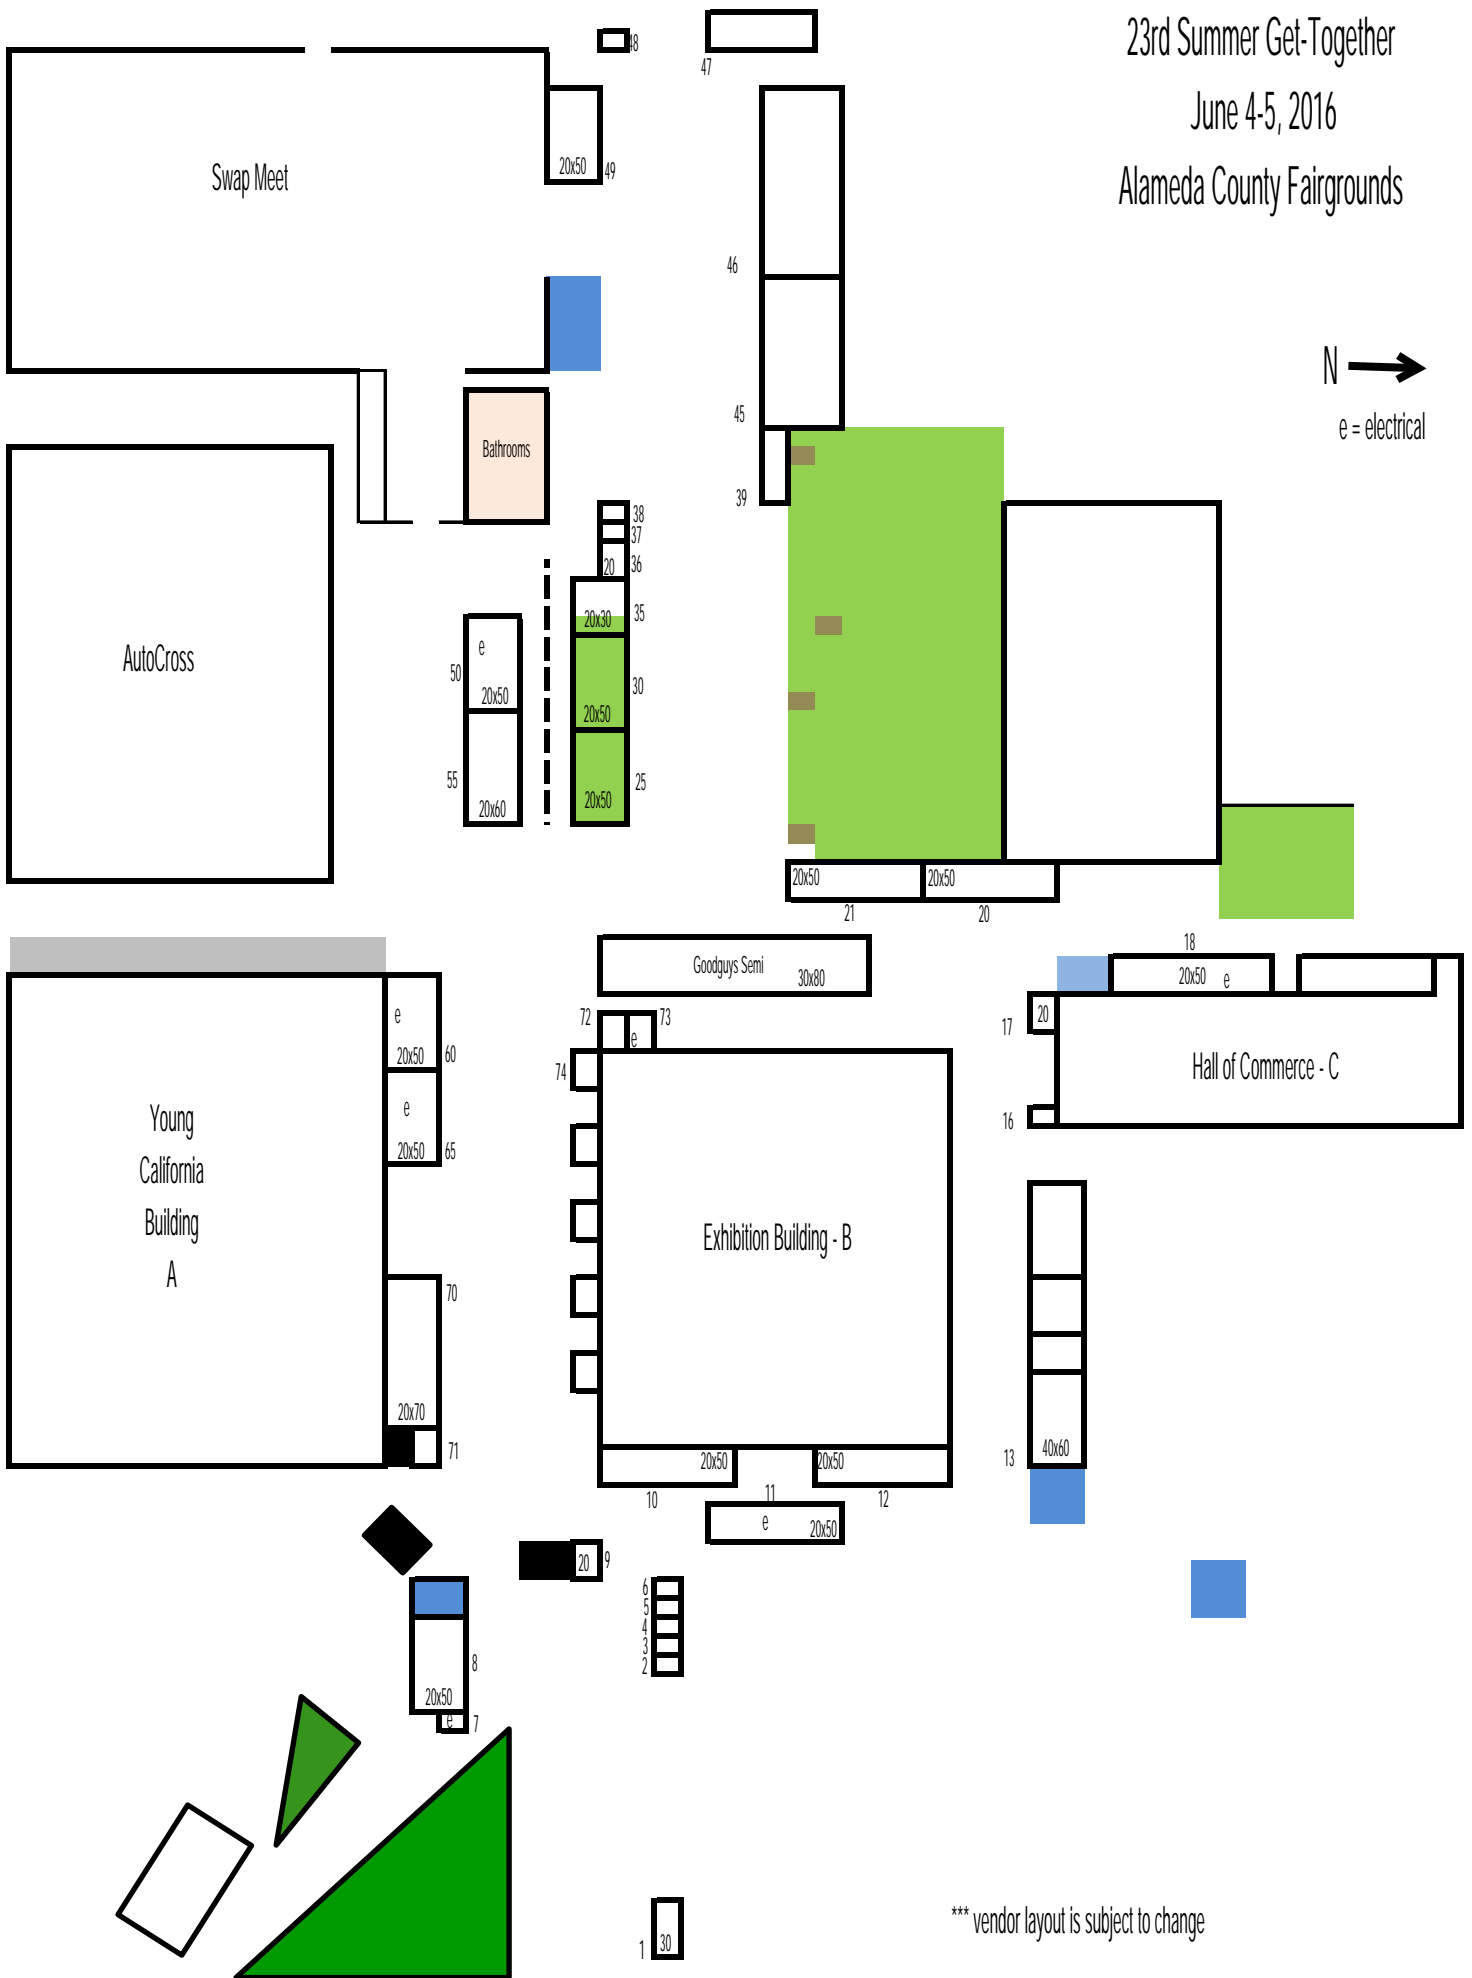 23rd Summer Get-Together
June 4-5, 2016
Alameda County Fairgrounds
48
47
Swap Meet
20x50
49
46
N
e = electrical
45
Bathrooms
39
38
37
20
36
20x30
35
AutoCross
e
50
20x50
30
20x50
55
20x60
20x50
25
20x50
20x50
21
20
Goodguys Semi
30x80
18
20x50
e
17
20
Hall of Commerce - C
16
72
e
73
74
e
20x50
60
e
20x50
65
Young
California
Building
A
Exhibition Building - B
70
20x70
71
20x50
20x50
10
11
12
e
20x50
40x60
13
20
9
6
5
4
3
2
8
20x50
e
7
1
30
*** vendor layout is subject to change